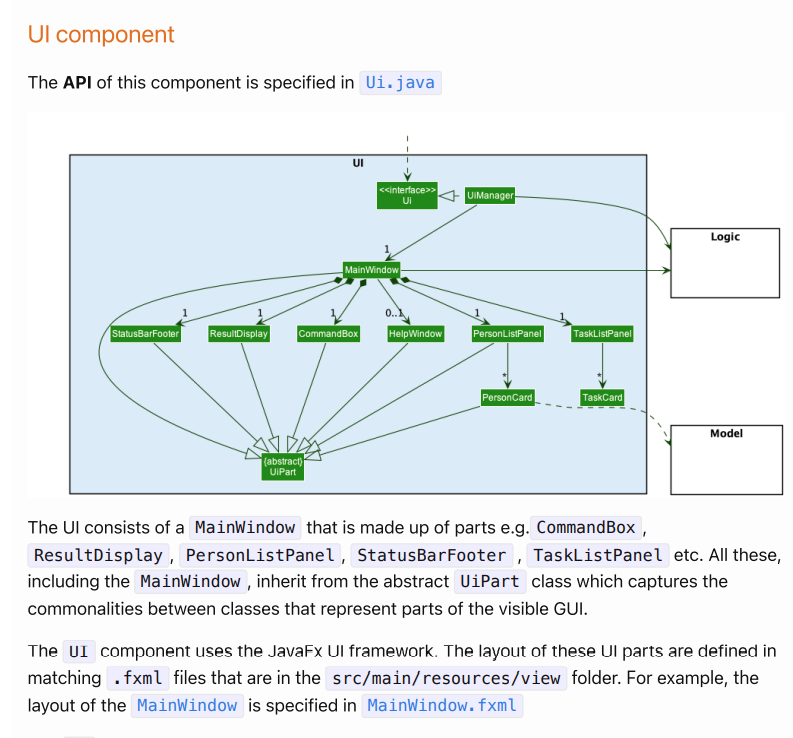 UI component
The API of this component is specified in Ui.java
UI
<<interface>>
Ui
UiManager
Logic
1
MainWindow
1
1
1
0..1
1
1
StatusBarFooter
ResultDisplay
CommandBox
HelpWindow
PersonListPanel
TaskListPanel
*
*
PersonCard
TaskCard
Model
{abstract}
UiPart
The UI consists of a MainWindow that is made up of parts e.g. CommandBox ,
ResultDisplay , PersonListPanel , StatusBarFooter , TaskListPanel etc. All these,
including the MainWindow , inherit from the abstract UiPart class which captures the
commonalities between classes that represent parts of the visible GUI.
The UI component uses the JavaFx UI framework. The layout of these UI parts are defined in
matching .fxml files that are in the src/main/resources/view folder. For example, the
layout of the MainWindow is specified in MainWindow.fxml